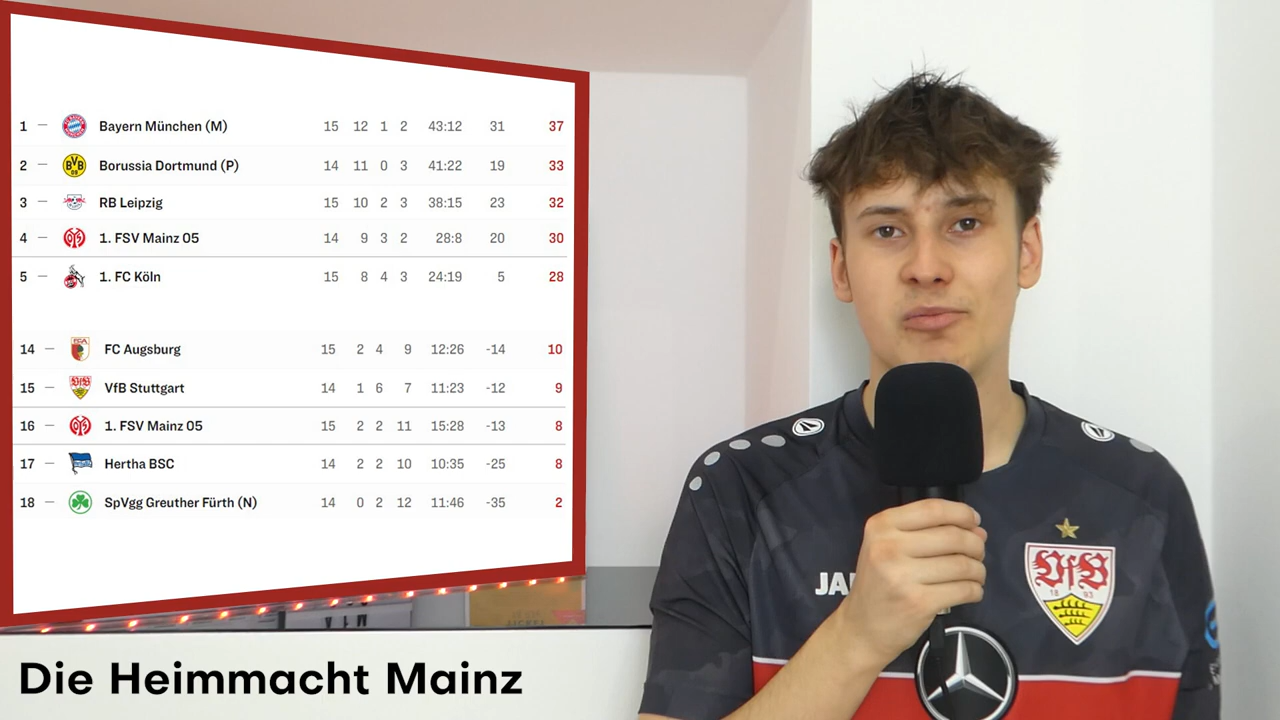 1 — Bayern München (M) 15 12 1 2 43:12 31 37
2 — Borussia Dortmund (P) 14 11 0 3 41:22 19 33
3 — RB Leipzig 15 10 2 3 38:15 23 32
4 — 1. FSV Mainz 05 14 9 3 2 28:8 20 30
5 — 1. FC Köln 15 8 4 3 24:19 5 28
14 — FC Augsburg 15 2 4 9 12:26 -14 10
15 — VfB Stuttgart 14 1 6 7 11:23 -12 9
16 — 1. FSV Mainz 05 15 2 2 11 15:28 -13 8
17 — Hertha BSC 14 2 2 10 10:35 -25 8
18 — SpVgg Greuther Fürth (N) 14 0 2 12 11:46 -35 2
BVB
09
VfB
18 93
Die Heimmacht Mainz